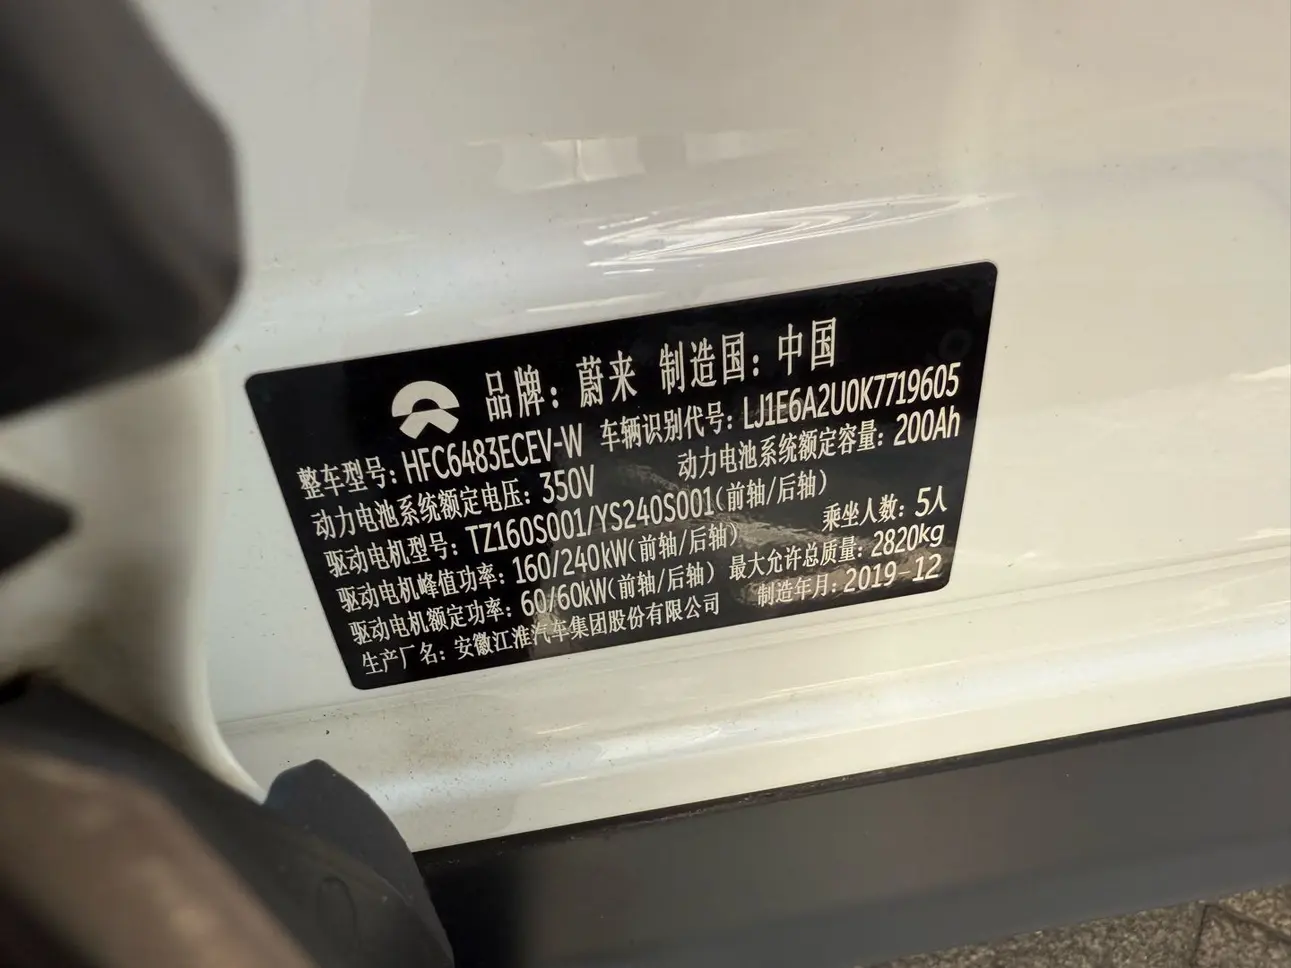 品牌：蔚来 制造国：中国
整车型号：HFC6483ECEV-W 车辆识别代号：LJ1E6A2U0K7719605
动力电池系统额定电压：350V 动力电池系统额定容量：200Ah
驱动电机型号：TZ160S001/YS240S001(前轴/后轴)
驱动电机峰值功率：160/240kW(前轴/后轴) 乘坐人数：5人
驱动电机额定功率：60/60kW(前轴/后轴) 最大允许总质量：2820kg
生产厂名：安徽江淮汽车集团股份有限公司 制造年月：2019-12